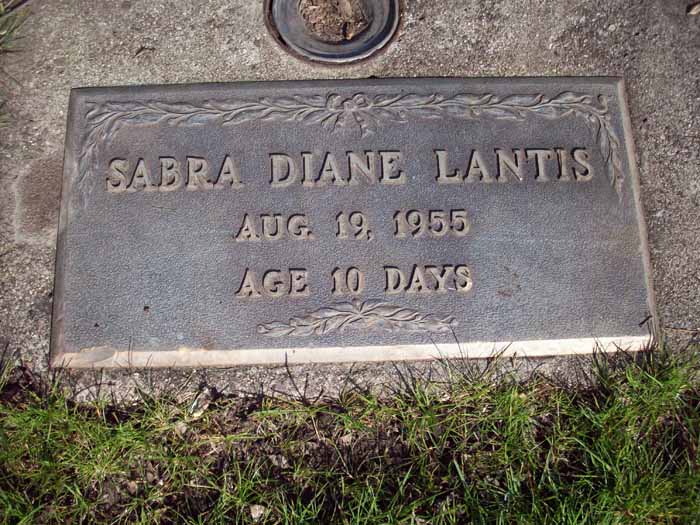 SABRA DIANE LANTIS
AUG. 19, 1955
AGE 10 DAYS